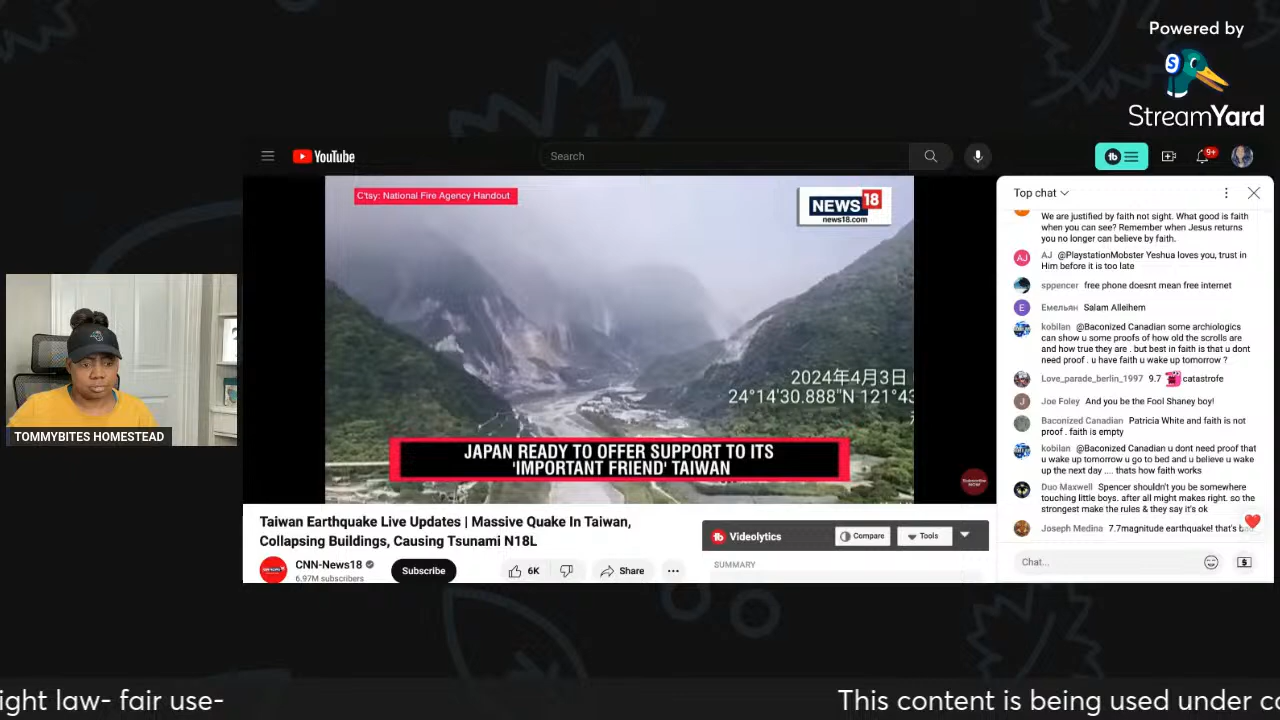 Powered by
S
StreamYard
YouTube
Search
9+
C'tsy: National Fire Agency Handout
NEWS 18
news18.com
2024年4月3日
24°14'30.888"N 121°43
JAPAN READY TO OFFER SUPPORT TO ITS
'IMPORTANT FRIEND' TAIWAN
Taiwan Earthquake Live Updates | Massive Quake In Taiwan,
Collapsing Buildings, Causing Tsunami N18L
CNN-News18
6.97M subscribers
Subscribe
6K
Share
Videolytics
Compare
Tools
SUMMARY
Top chat
We are justified by faith not sight. What good is faith
when you can see? Remember when Jesus returns
you no longer can believe by faith.
AJ AJ @PlaystationMobster Yeshua loves you, trust in
Him before it is too late
sppencer free phone doesnt mean free internet
E Емельян Salam Alleihem
kobilan @Baconized Canadian some archiologics
can show u some proofs of how old the scrolls are
and how true they are . but best in faith is that u dont
need proof . u have faith u wake up tomorrow ?
Love_parade_berlin_1997 9.7 catastrofe
J Joe Foley And you be the Fool Shaney boy!
Baconized Canadian Patricia White and faith is not
proof . faith is empty
kobilan @Baconized Canadian u dont need proof that
u wake up tomorrow u go to bed and u believe u wake
up the next day .... thats how faith works
Duo Maxwell Spencer shouldn't you be somewhere
touching little boys. after all might makes right. so the
strongest make the rules & they say it's ok
Joseph Medina 7.7magnitude earthquake! that's
Chat...
TOMMYBITES HOMESTEAD
ight law- fair use-
This content is being used under co